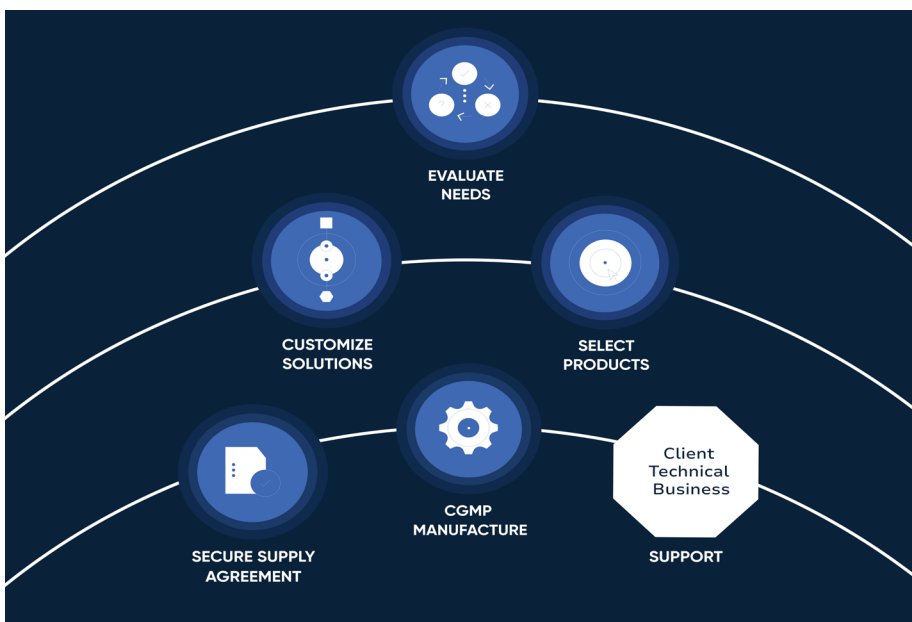 EVALUATE
NEEDS
CUSTOMIZE
SOLUTIONS
SELECT
PRODUCTS
SECURE SUPPLY
AGREEMENT
CGMP
MANUFACTURE
Client
Technical
Business
SUPPORT